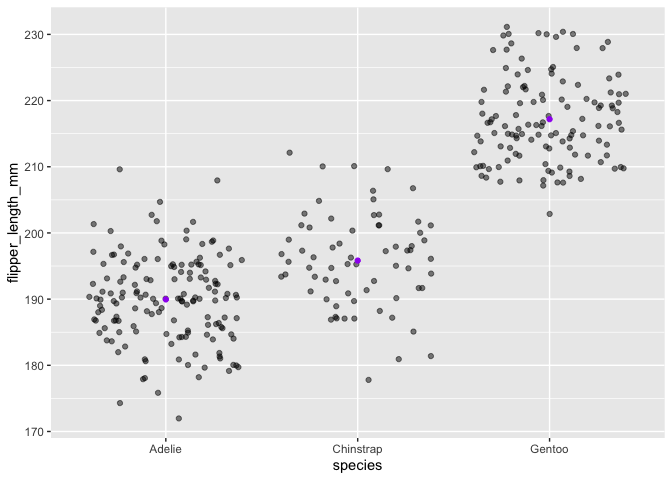 230
220
210
200
190
180
170
flipper_length_mm
Adelie
Chinstrap
Gentoo
species